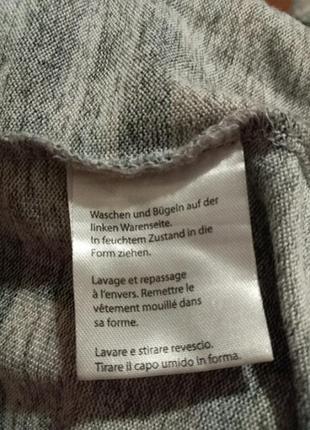 Waschen und Bügeln auf der
linken Warenseite.
In feuchtem Zustand in die
Form ziehen.
Lavage et repassage
à l'envers. Remettre le
vêtement mouillé dans
sa forme.
Lavare e stirare revescio.
Tirare il capo umido in forma.